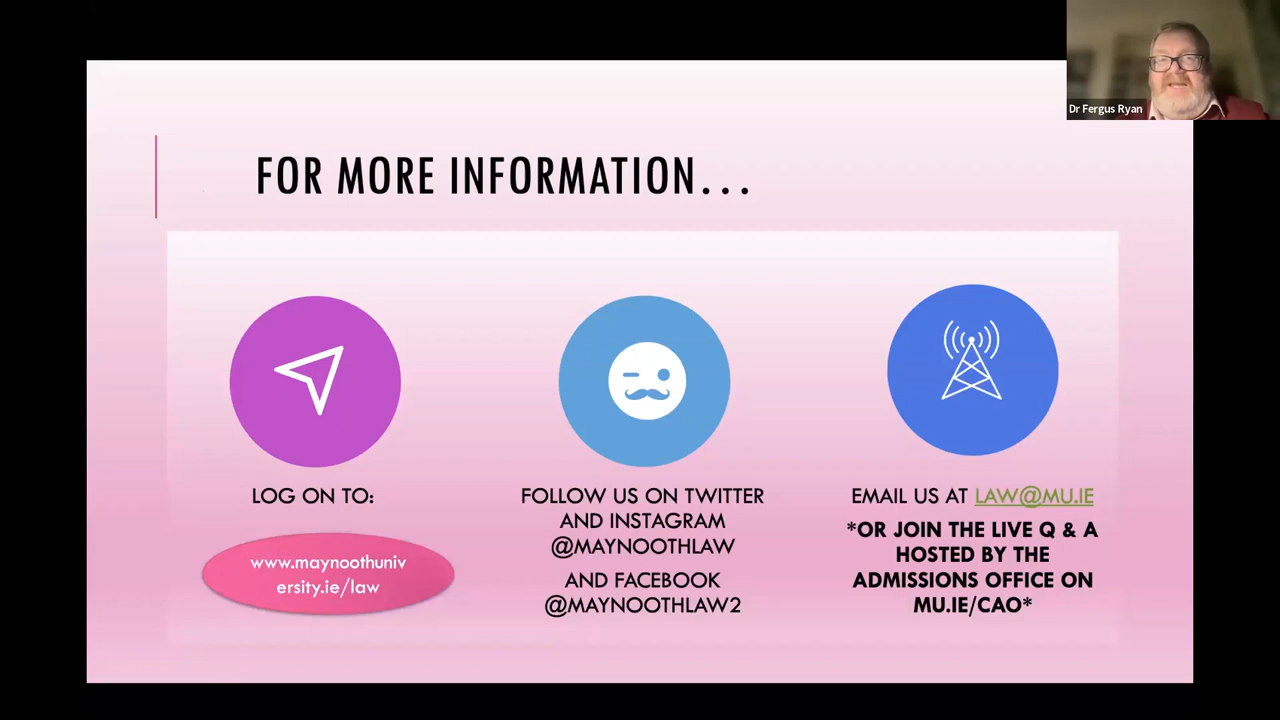 Dr Fergus Ryan
FOR MORE INFORMATION...
LOG ON TO:
www.maynoothuniv
ersity.ie/law
FOLLOW US ON TWITTER
AND INSTAGRAM
@MAYNOOTHLAW
AND FACEBOOK
@MAYNOOTHLAW2
EMAIL US AT LAW@MU.IE
*OR JOIN THE LIVE Q & A
HOSTED BY THE
ADMISSIONS OFFICE ON
MU.IE/CAO*